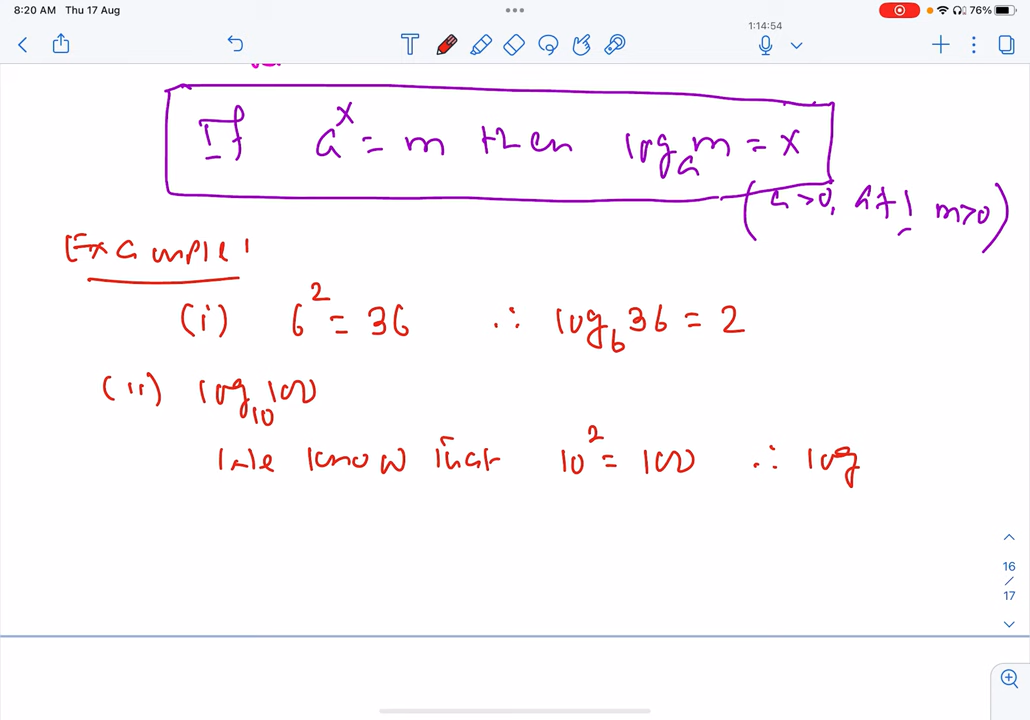 8:20 AM Thu 17 Aug
76%
1:14:54
T
If a^x = m then log_a m = x
(a >0, a ≠ 1 m>0)
Example !
(i) 6^2 = 36 ∴ log_6 36 = 2
(ii) log_10 100
We know that 10^2 = 100 ∴ log
16
/
17